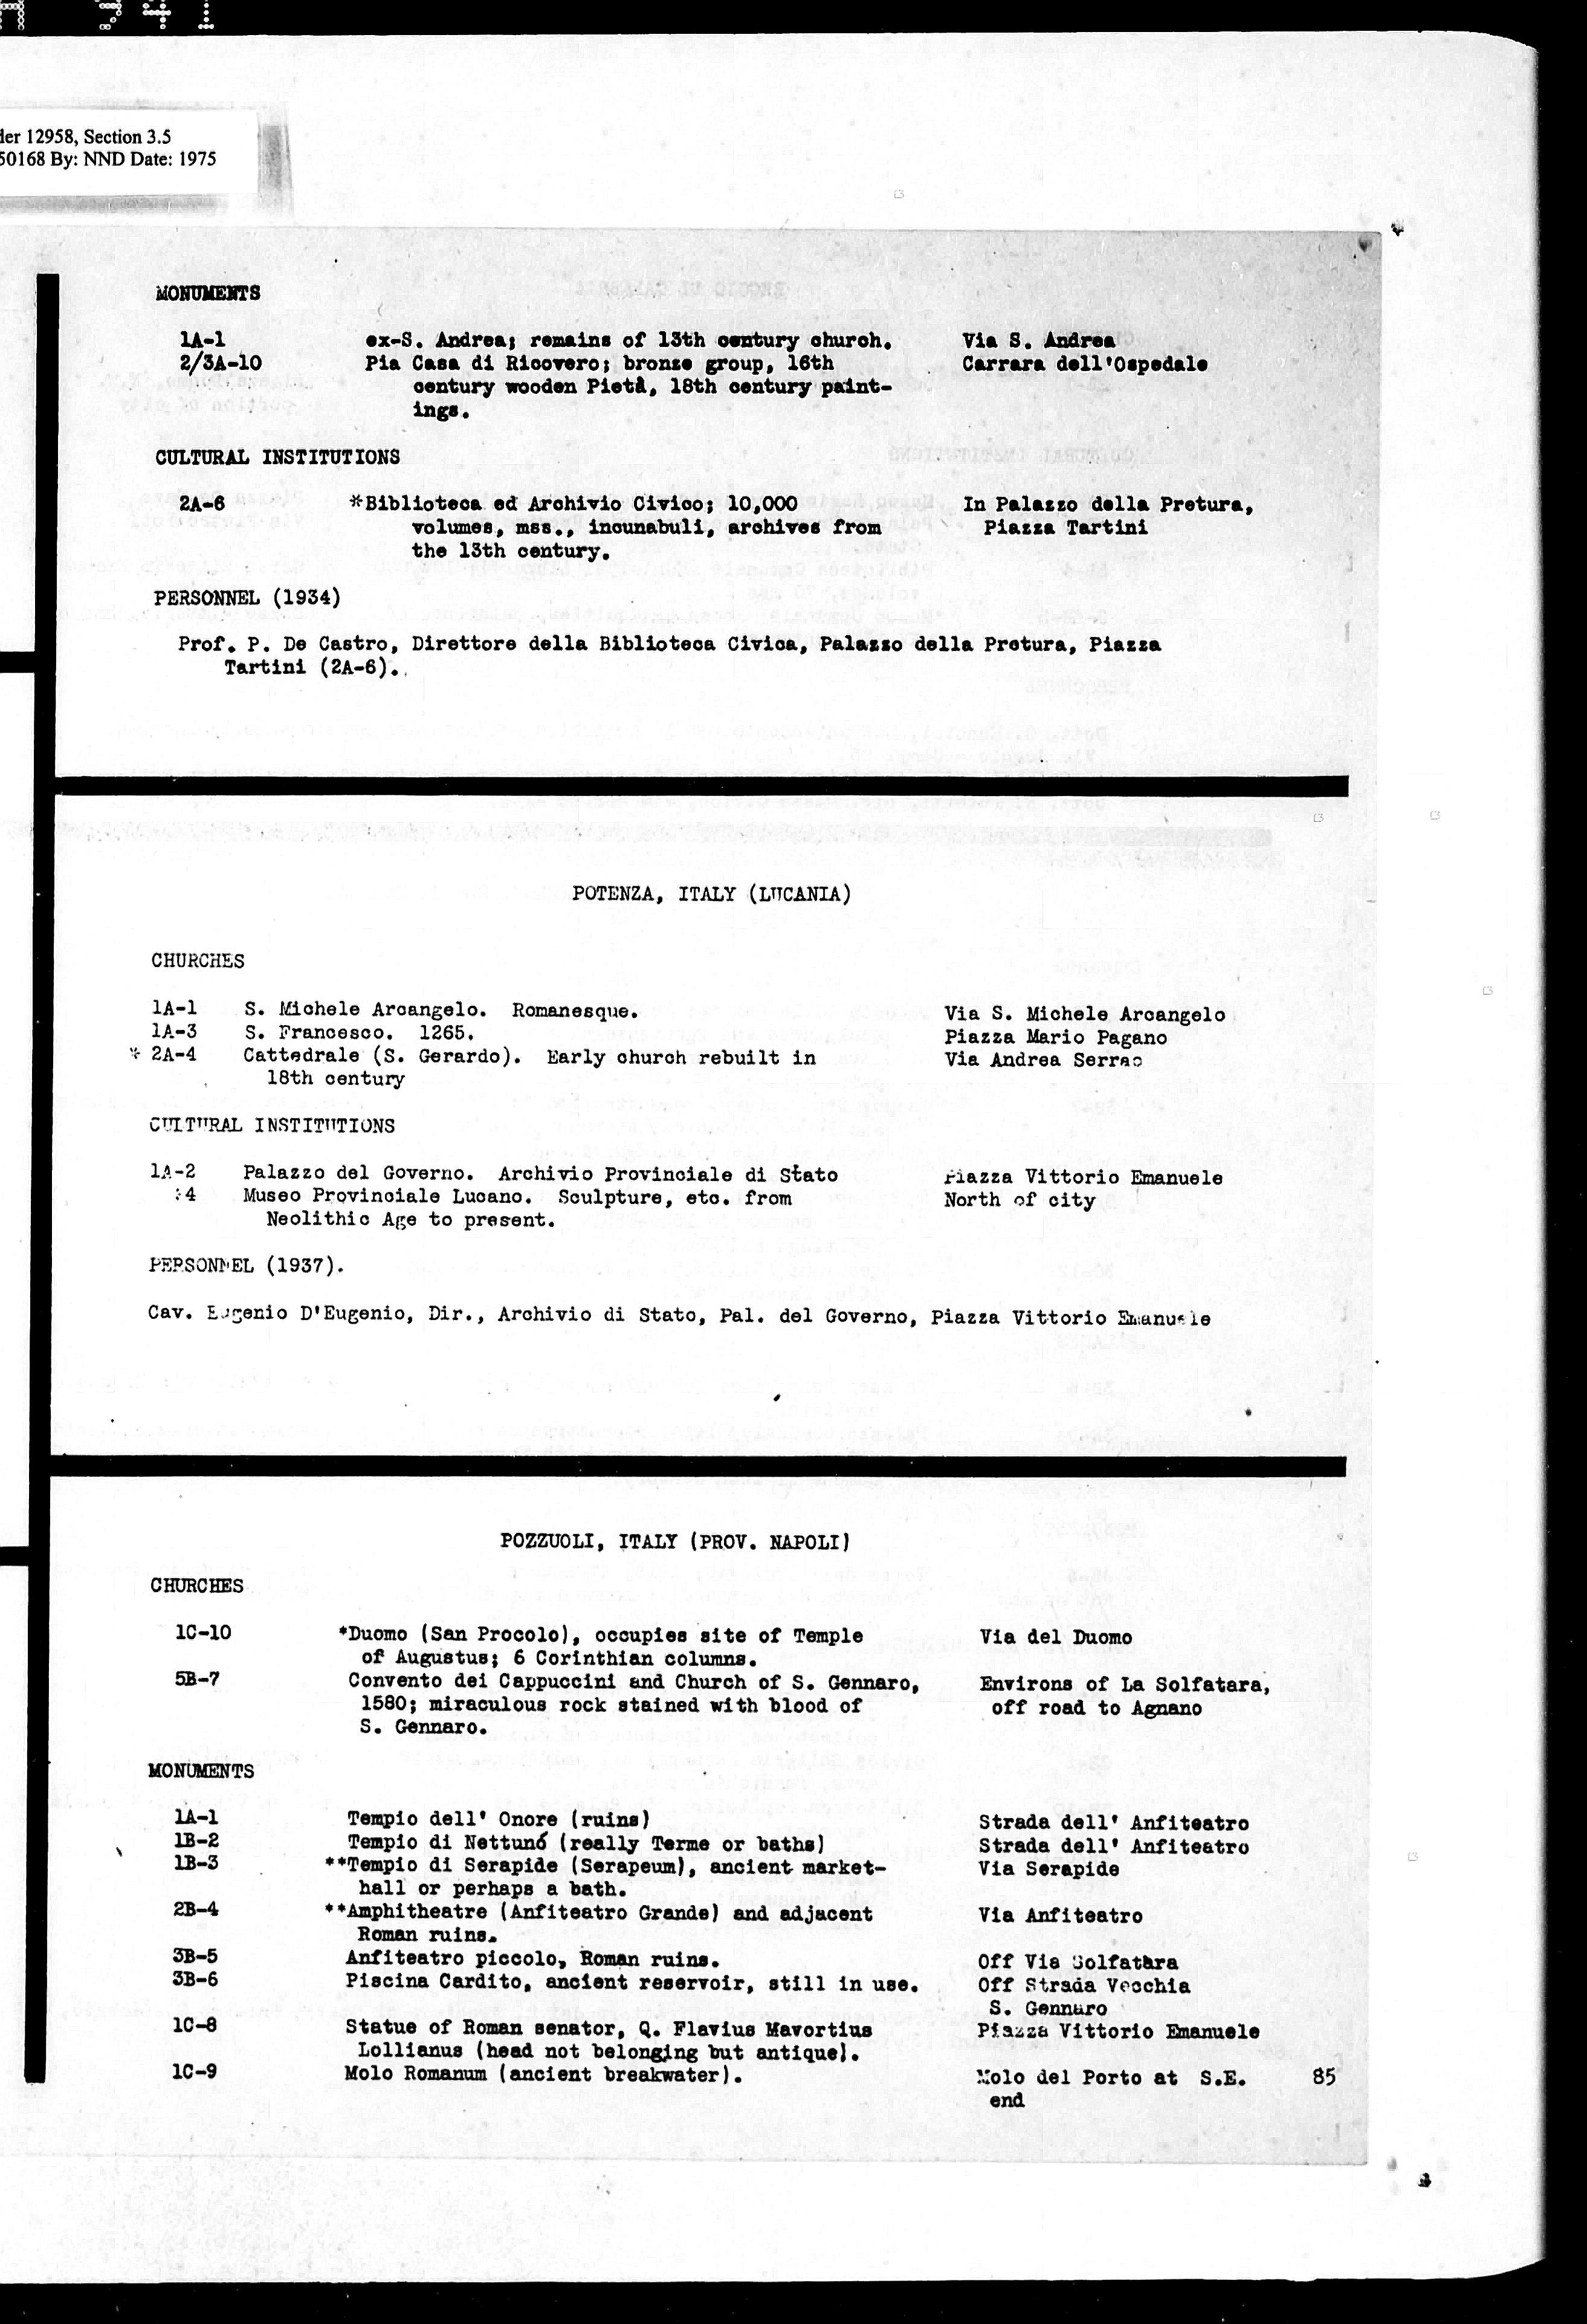 der 12958, Section 3.5
50168 By: NND Date: 1975
MONUMENTS
1A-1 ex-S. Andrea; remains of 13th century church. Via S. Andrea
2/3A-10 Pia Casa di Ricovero; bronze group, 16th Carrara dell'Ospedale
century wooden Pietà, 18th century paint-
ings.
CULTURAL INSTITUTIONS
2A-6 *Biblioteca ed Archivio Civico; 10,000 In Palazzo della Pretura,
volumes, mss., incunabuli, archives from Piazza Tartini
the 13th century.
PERSONNEL (1934)
Prof. P. De Castro, Direttore della Biblioteca Civica, Palazzo della Pretura, Piazza
Tartini (2A-6).
POTENZA, ITALY (LUCANIA)
CHURCHES
1A-1 S. Michele Arcangelo. Romanesque. Via S. Michele Arcangelo
1A-3 S. Francesco. 1265. Piazza Mario Pagano
* 2A-4 Cattedrale (S. Gerardo). Early church rebuilt in Via Andrea Serrao
18th century
CULTURAL INSTITUTIONS
1A-2 Palazzo del Governo. Archivio Provinciale di Stato Piazza Vittorio Emanuele
*4 Museo Provinciale Lucano. Sculpture, etc. from North of city
Neolithic Age to present.
PERSONNEL (1937).
Cav. Eugenio D'Eugenio, Dir., Archivio di Stato, Pal. del Governo, Piazza Vittorio Emanuele
POZZUOLI, ITALY (PROV. NAPOLI)
CHURCHES
1C-10 *Duomo (San Procolo), occupies site of Temple Via del Duomo
of Augustus; 6 Corinthian columns.
5B-7 Convento dei Cappuccini and Church of S. Gennaro, Environs of La Solfatara,
1580; miraculous rock stained with blood of off road to Agnano
S. Gennaro.
MONUMENTS
1A-1 Tempio dell' Onore (ruins) Strada dell' Anfiteatro
1B-2 Tempio di Nettuno (really Terme or baths) Strada dell' Anfiteatro
1B-3 **Tempio di Serapide (Serapeum), ancient market- Via Serapide
hall or perhaps a bath.
2B-4 **Amphitheatre (Anfiteatro Grande) and adjacent Via Anfiteatro
Roman ruins.
3B-5 Anfiteatro piccolo, Roman ruins. Off Via Solfatara
3B-6 Piscina Cardito, ancient reservoir, still in use. Off Strada Vecchia
S. Gennaro
1C-8 Statue of Roman senator, Q. Flavius Mavortius Piazza Vittorio Emanuele
Lollianus (head not belonging but antique).
1C-9 Molo Romanum (ancient breakwater). Molo del Porto at S.E. 85
end